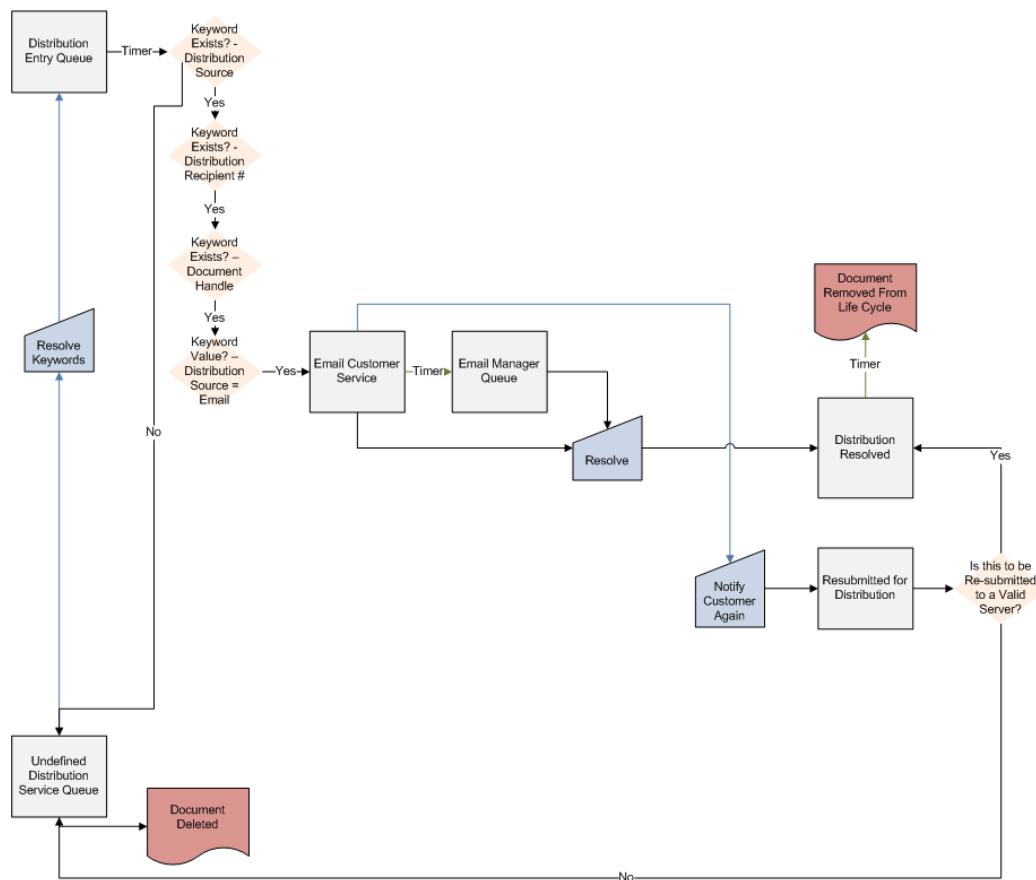 Distribution
Entry Queue
Timer
Keyword
Exists? -
Distribution
Source
Yes
Keyword
Exists? -
Distribution
Recipient #
Yes
Keyword
Exists? –
Document
Handle
Yes
Keyword
Value? –
Distribution
Source =
Email
Yes
Email Customer
Service
Timer
Email Manager
Queue
Resolve
Keywords
No
Resolve
Document
Removed From
Life Cycle
Timer
Distribution
Resolved
Yes
Notify
Customer
Again
Resubmitted for
Distribution
Is this to be
Re-submitted
to a Valid
Server?
Undefined
Distribution
Service Queue
Document
Deleted
No